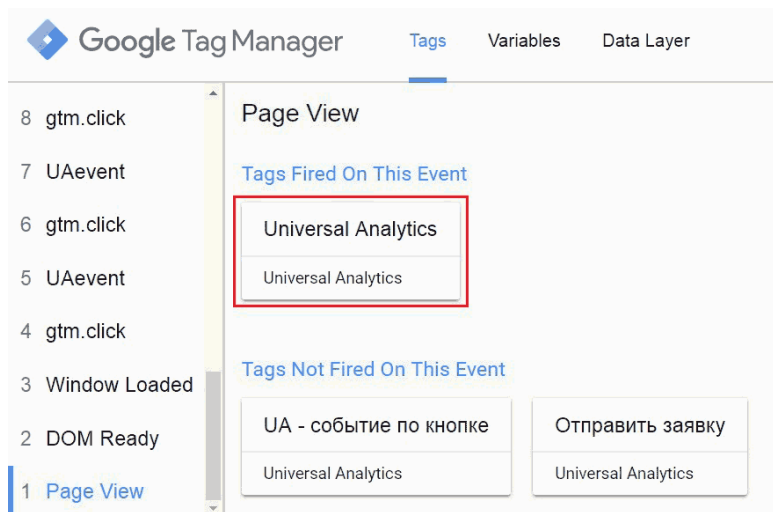 Google Tag Manager
Tags
Variables
Data Layer
8 gtm.click
7 UAevent
6 gtm.click
5 UAevent
4 gtm.click
3 Window Loaded
2 DOM Ready
1 Page View
Page View
Tags Fired On This Event
Universal Analytics
Universal Analytics
Tags Not Fired On This Event
UA - событие по кнопке
Universal Analytics
Отправить заявку
Universal Analytics